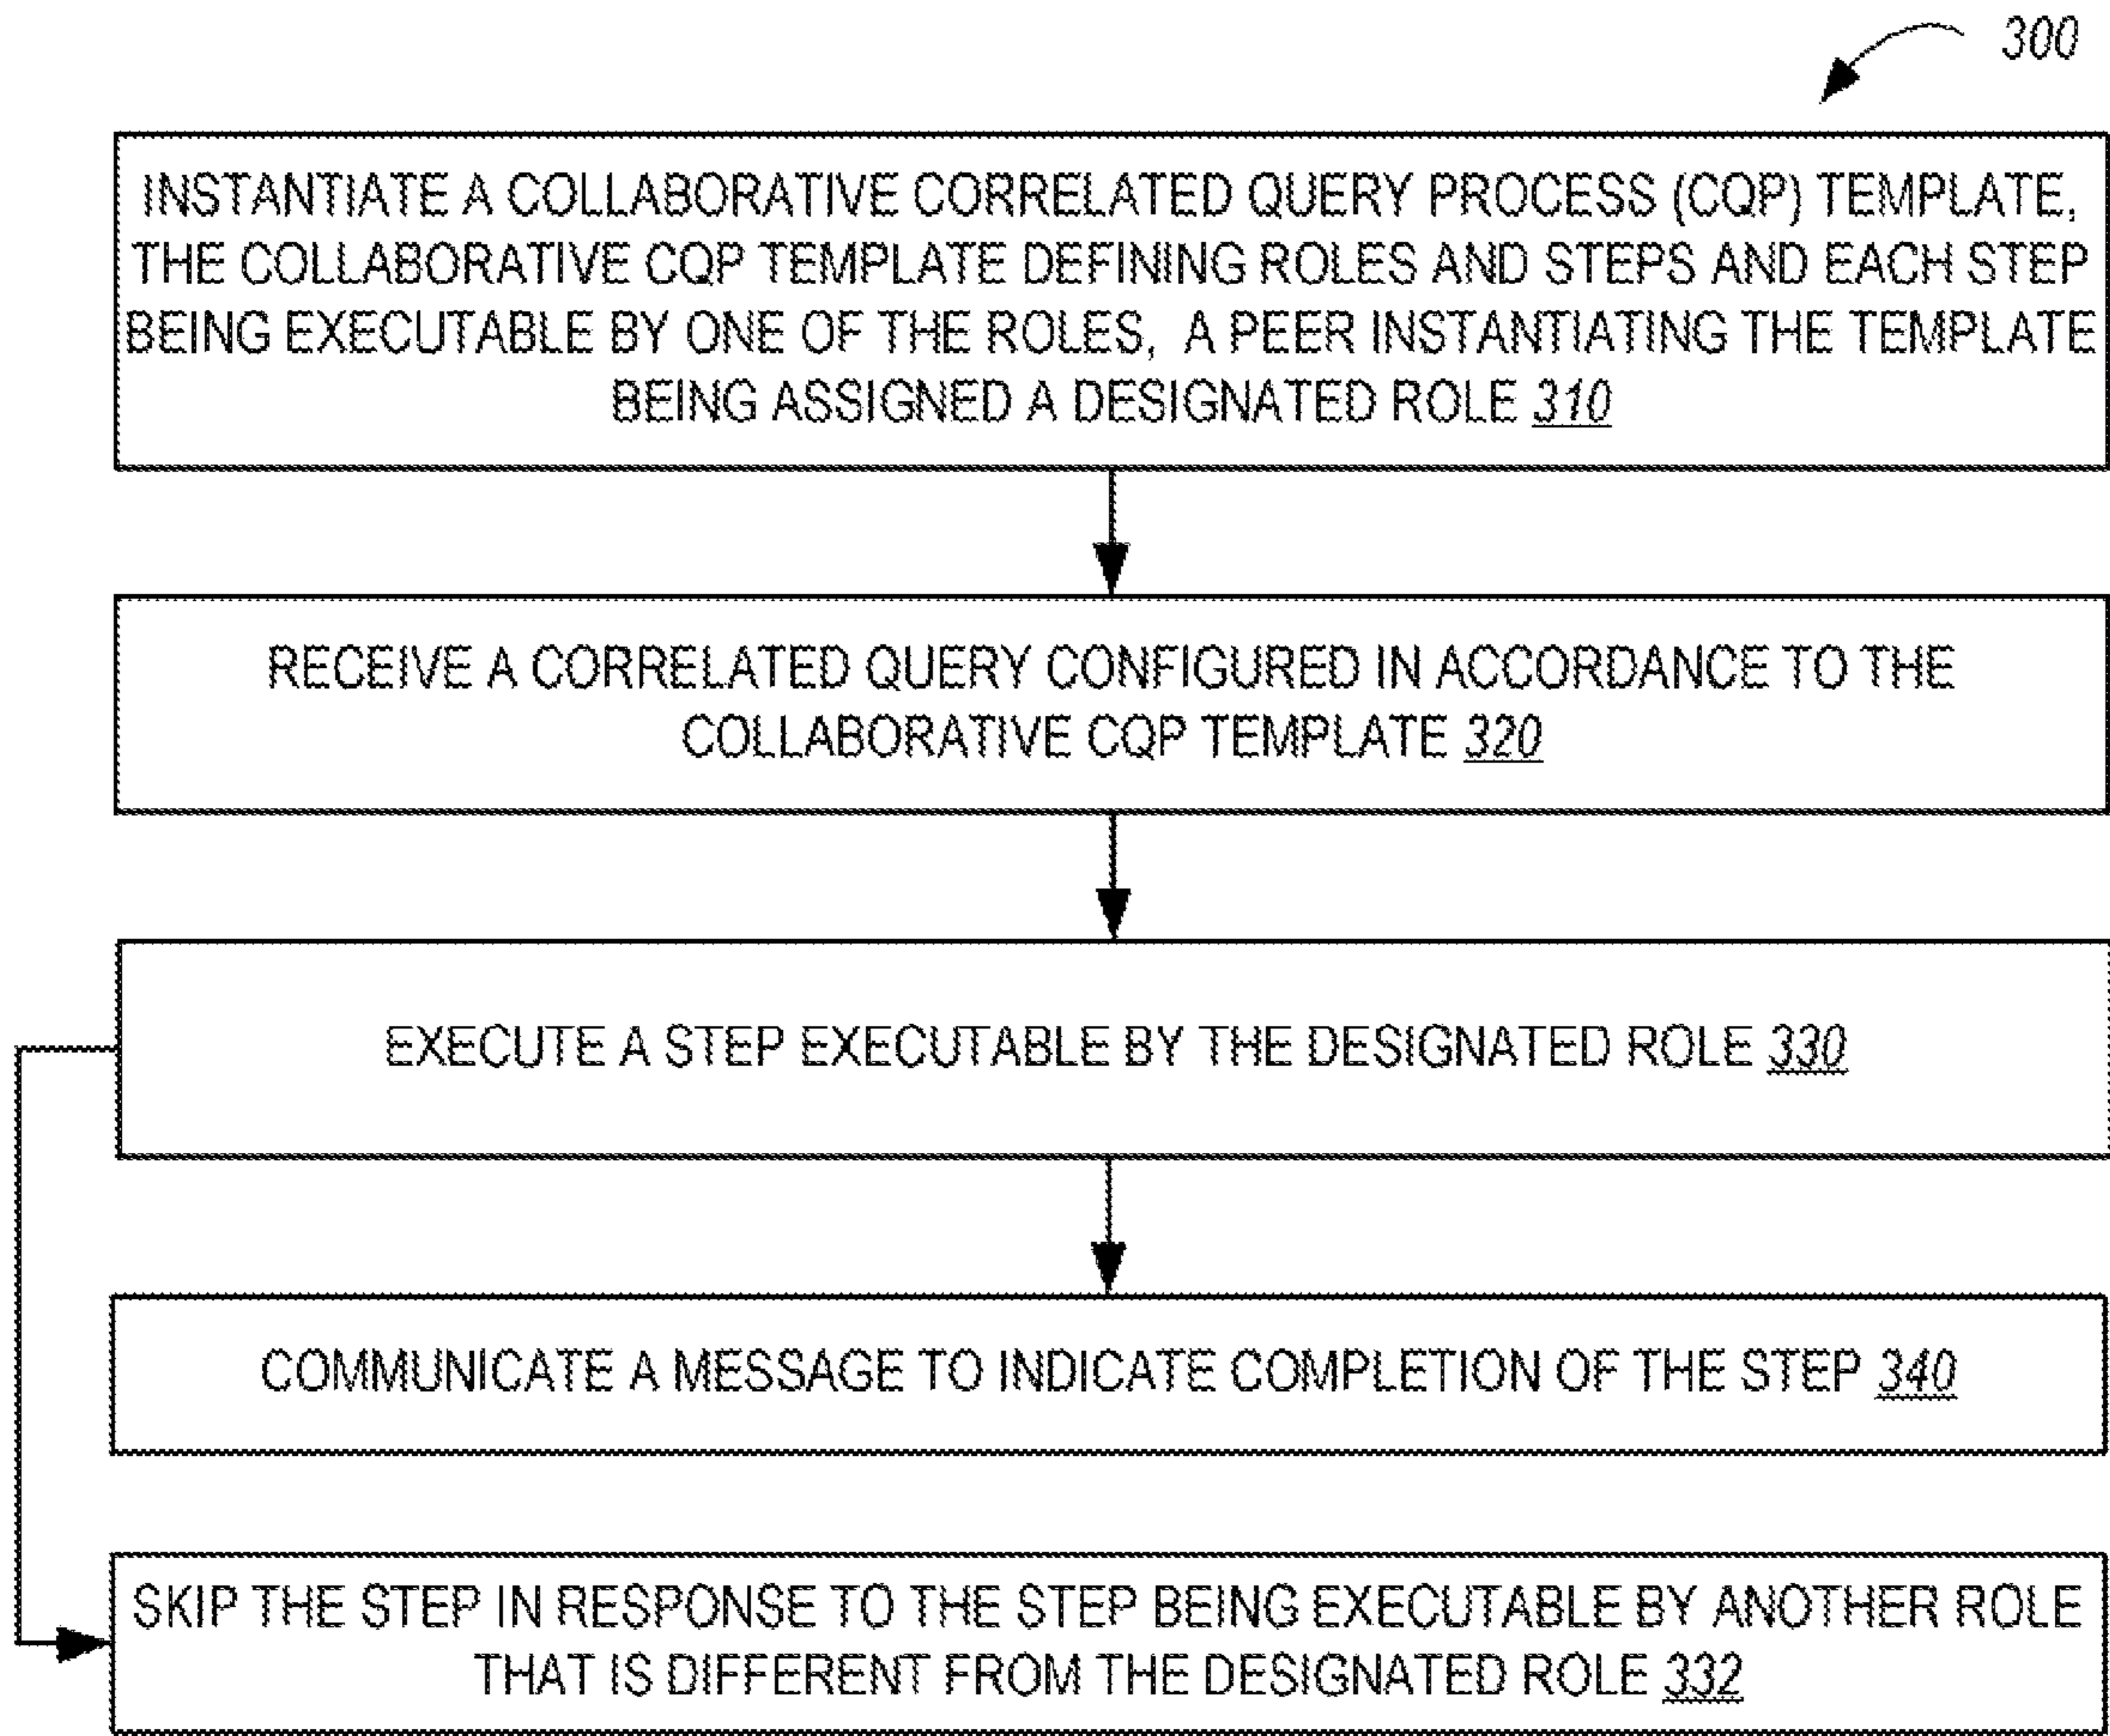 300
INSTANTIATE A COLLABORATIVE CORRELATED QUERY PROCESS (CQP) TEMPLATE,
THE COLLABORATIVE CQP TEMPLATE DEFINING ROLES AND STEPS AND EACH STEP
BEING EXECUTABLE BY ONE OF THE ROLES, A PEER INSTANTIATING THE TEMPLATE
BEING ASSIGNED A DESIGNATED ROLE 310
RECEIVE A CORRELATED QUERY CONFIGURED IN ACCORDANCE TO THE
COLLABORATIVE CQP TEMPLATE 320
EXECUTE A STEP EXECUTABLE BY THE DESIGNATED ROLE 330
COMMUNICATE A MESSAGE TO INDICATE COMPLETION OF THE STEP 340
SKIP THE STEP IN RESPONSE TO THE STEP BEING EXECUTABLE BY ANOTHER ROLE
THAT IS DIFFERENT FROM THE DESIGNATED ROLE 332